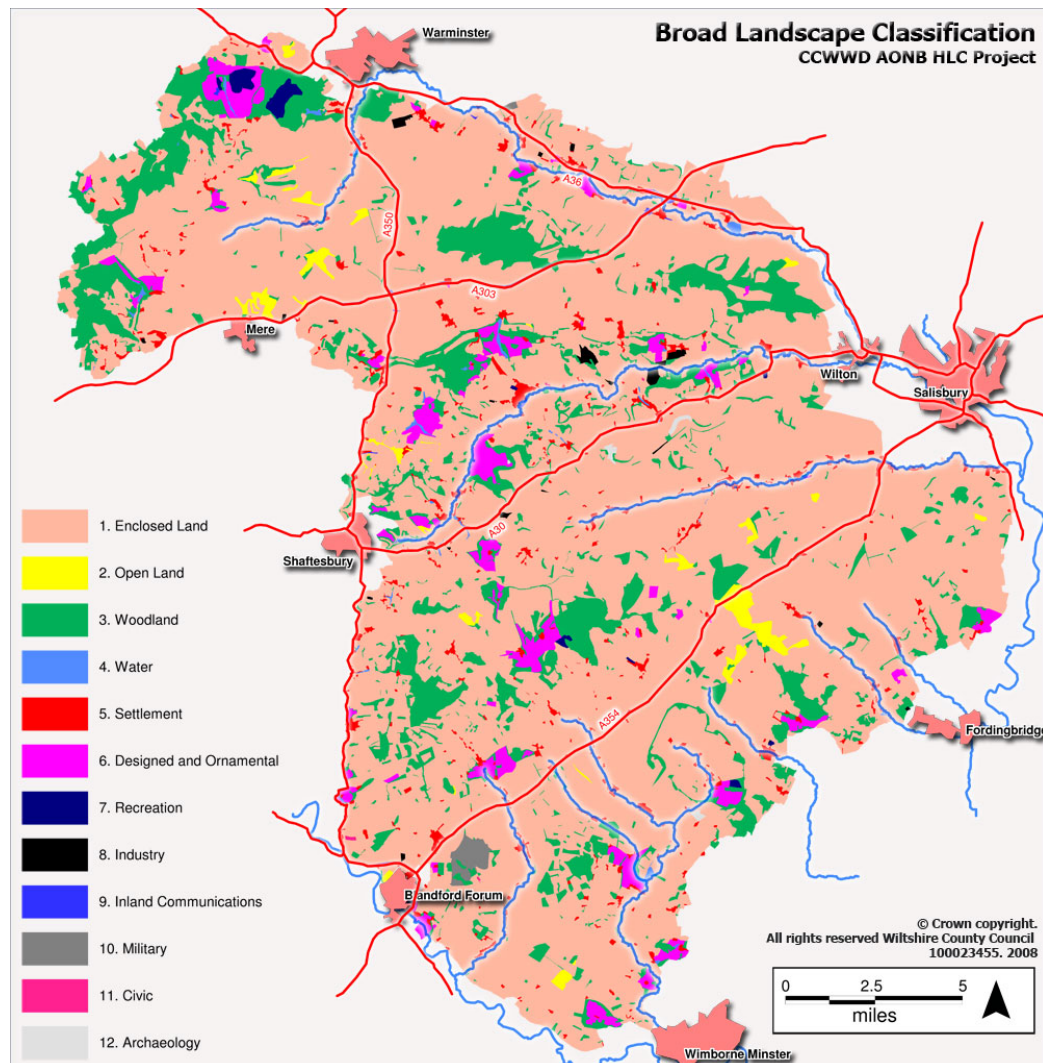 Broad Landscape Classification
CCWWD AONB HLC Project
Warminster
A36
A350
A303
Mere
Wilton
Salisbury
A30
Shaftesbury
A354
Fordingbridge
Blandford Forum
Wimborne Minster
1. Enclosed Land
2. Open Land
3. Woodland
4. Water
5. Settlement
6. Designed and Ornamental
7. Recreation
8. Industry
9. Inland Communications
10. Military
11. Civic
12. Archaeology
© Crown copyright.
All rights reserved Wiltshire County Council
100023455. 2008
0 2.5 5
miles